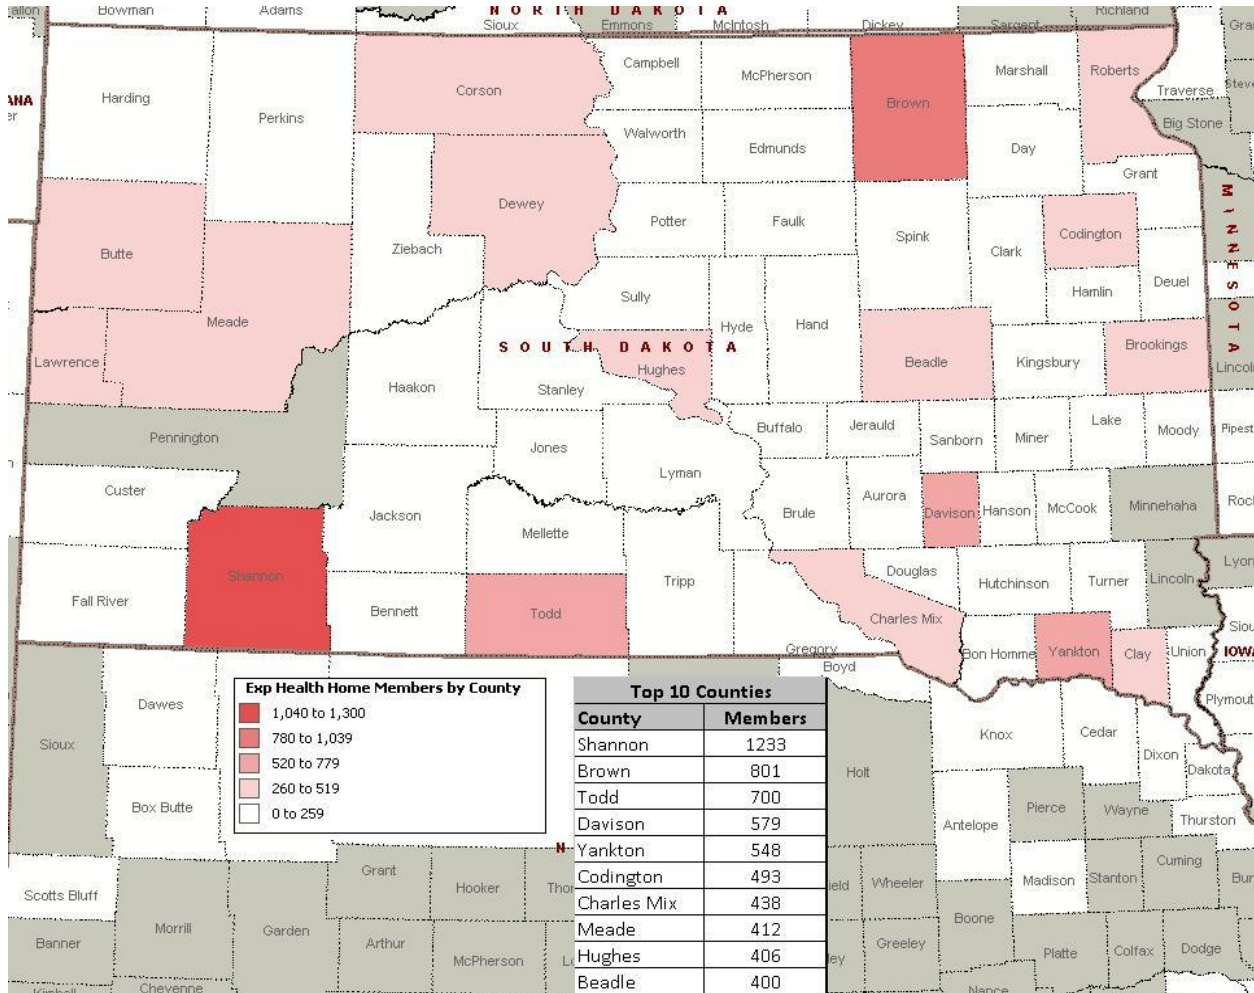 Bowman
Adams
NORTH DAKOTA
Sioux
Emmons
McIntosh
Dickey
Sargent
Richland
Campbell
McPherson
Marshall
Roberts
Traverse
Harding
Corson
Brown
Perkins
Big Stone
Walworth
Edmunds
Day
Grant
Dewey
Potter
Faulk
Spink
Codington
MINNESOTA
Butte
Ziebach
Clark
Deuel
Sully
Hamlin
Meade
Hyde
Hand
SOUTH DAKOTA
Lawrence
Hughes
Beadle
Kingsbury
Brookings
Haakon
Stanley
Buffalo
Jerauld
Sanborn
Miner
Lake
Moody
Pennington
Jones
Lyman
Custer
Aurora
Davison
Hanson
McCook
Minnehaha
Jackson
Mellette
Brule
Shannon
Tripp
Douglas
Hutchinson
Turner
Lincoln
Fall River
Bennett
Todd
Charles Mix
Gregory
Bon Homme
Yankton
Clay
Union
Boyd
Exp Health Home Members by County
1,040 to 1,300
780 to 1,039
520 to 779
260 to 519
0 to 259
Top 10 Counties
County Members
Shannon 1233
Brown 801
Todd 700
Davison 579
Yankton 548
Codington 493
Charles Mix 438
Meade 412
Hughes 406
Beadle 400
Dawes
Sioux
Box Butte
Knox
Cedar
Dixon
Dakota
Holt
Pierce
Wayne
Thurston
Antelope
Scotts Bluff
Grant
Hooker
Wheeler
Madison
Stanton
Cuming
Banner
Morrill
Garden
Arthur
McPherson
Boone
Greeley
Platte
Colfax
Dodge
Cheyenne
Nance